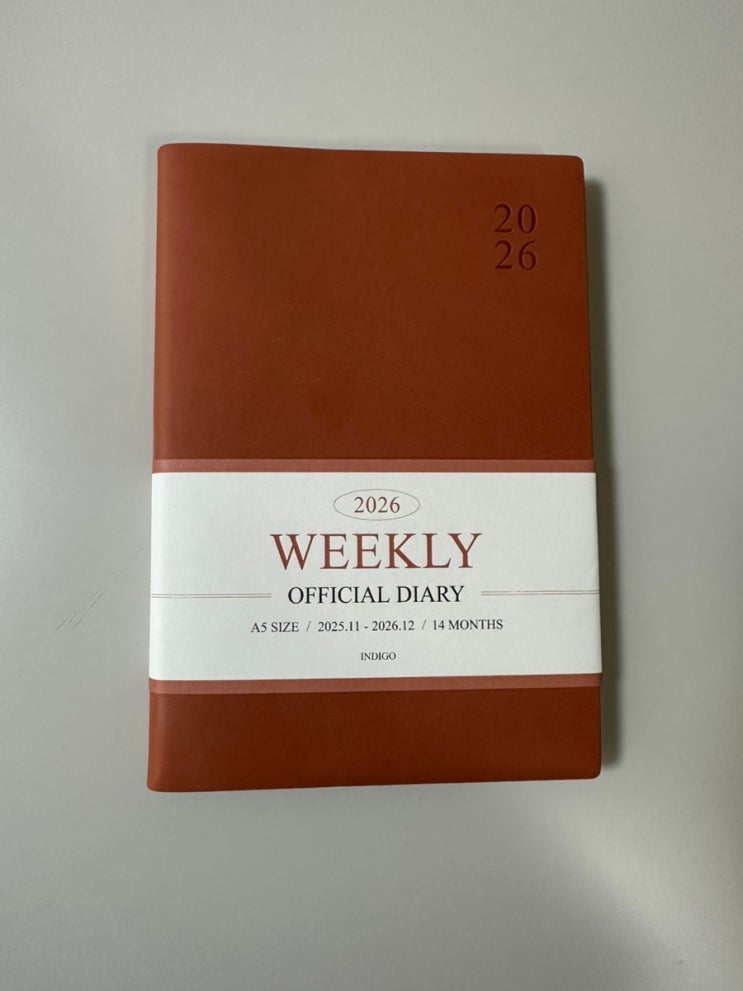 20
26
2026
WEEKLY
OFFICIAL DIARY
A5 SIZE / 2025.11 - 2026.12 / 14 MONTHS
INDIGO